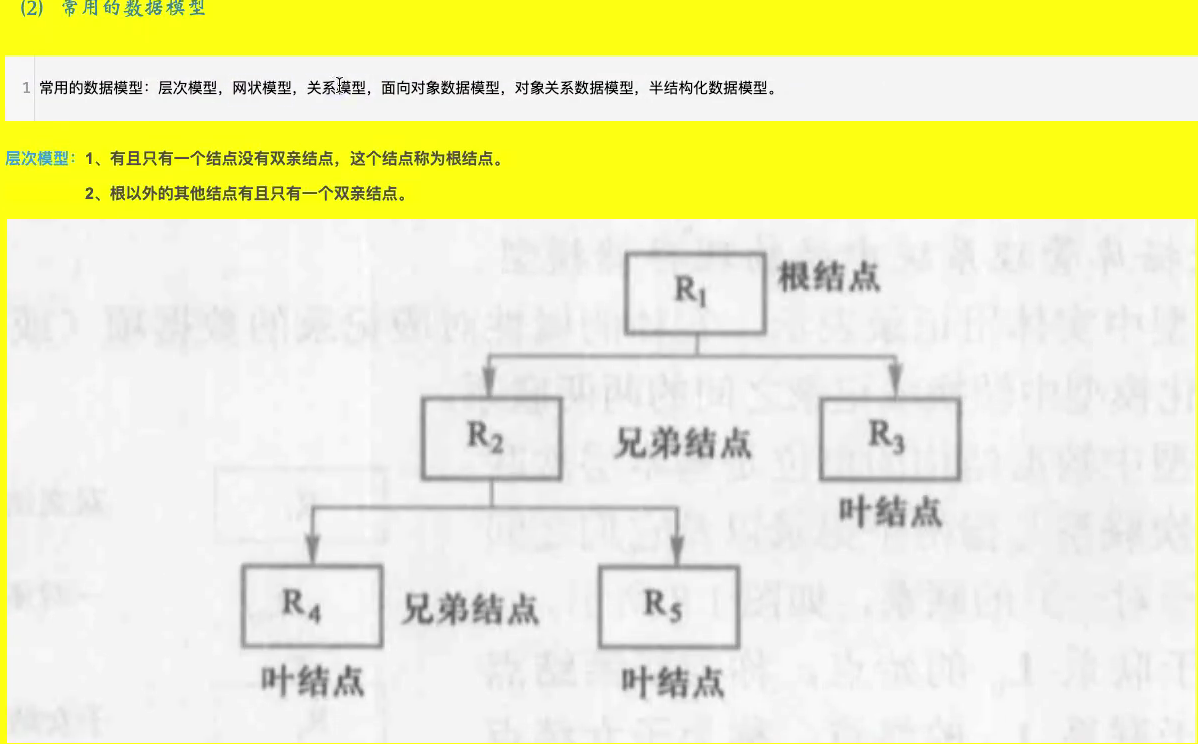 (2) 常用的数据模型
1 常用的数据模型：层次模型，网状模型，关系模型，面向对象数据模型，对象关系数据模型，半结构化数据模型。
层次模型：1、有且只有一个结点没有双亲结点，这个结点称为根结点。
2、根以外的其他结点有且只有一个双亲结点。
R1 根结点
R2 兄弟结点 R3
叶结点
R4 兄弟结点 R5
叶结点 叶结点